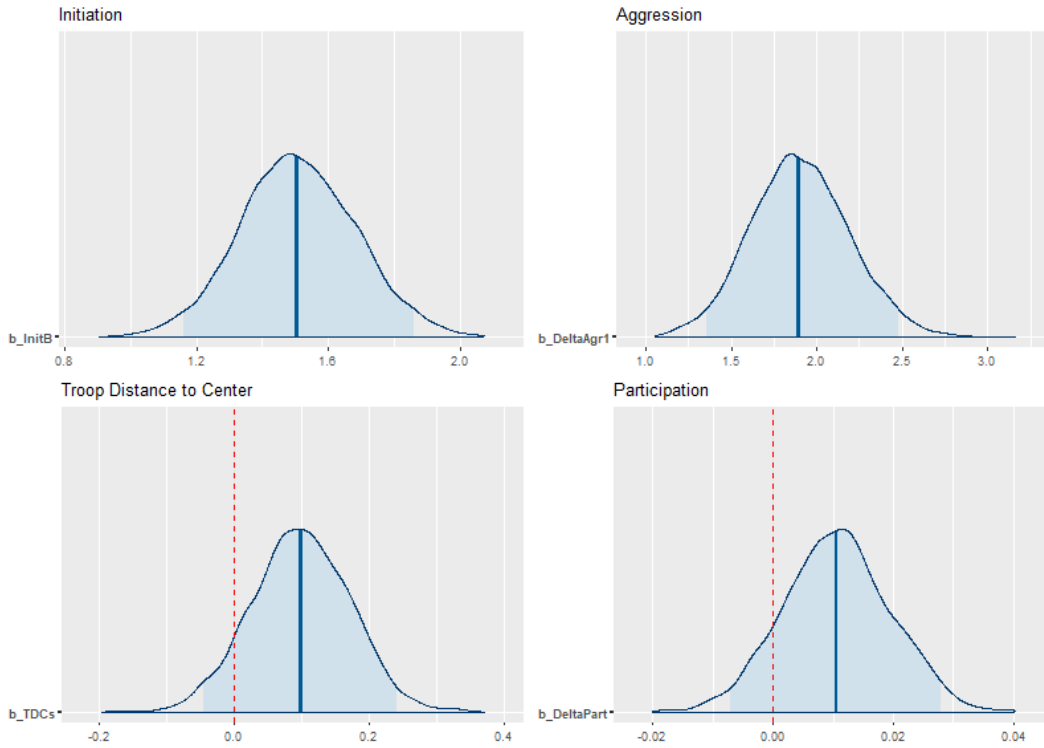 Initiation
b_InitB
0.8 1.2 1.6 2.0
Aggression
b_DeltaAgr1
1.0 1.5 2.0 2.5 3.0
Troop Distance to Center
b_TDCs
-0.2 0.0 0.2 0.4
Participation
b_DeltaPart
-0.02 0.00 0.02 0.04